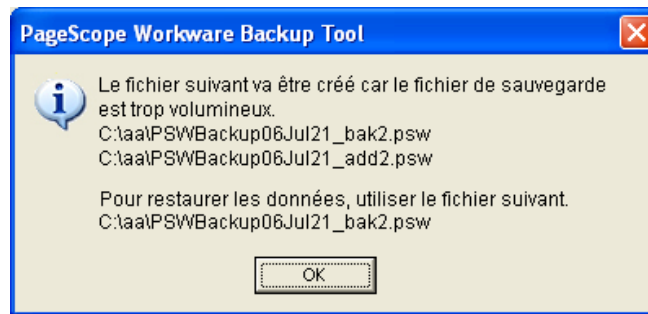 PageScope Workware Backup Tool
Le fichier suivant va être créé car le fichier de sauvegarde
est trop volumineux.
C:\aa\PSWBackup06Jul21_bak2.psw
C:\aa\PSWBackup06Jul21_add2.psw
Pour restaurer les données, utiliser le fichier suivant.
C:\aa\PSWBackup06Jul21_bak2.psw
OK